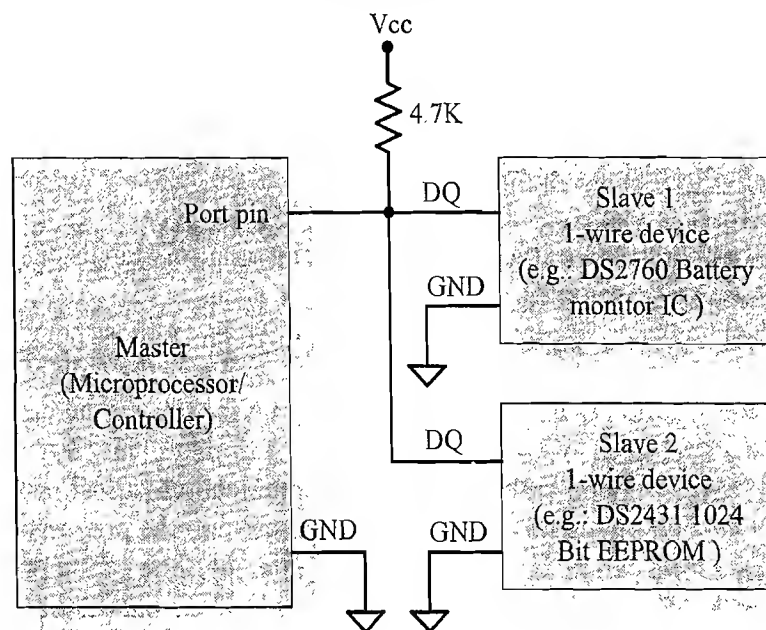 Vcc
4.7K
Port pin
DQ
Slave 1
1-wire device
(e.g.: DS2760 Battery
monitor IC )
GND
Master
(Microprocessor/
Controller)
DQ
Slave 2
1-wire device
(e.g.: DS2431 1024
Bit EEPROM )
GND
GND